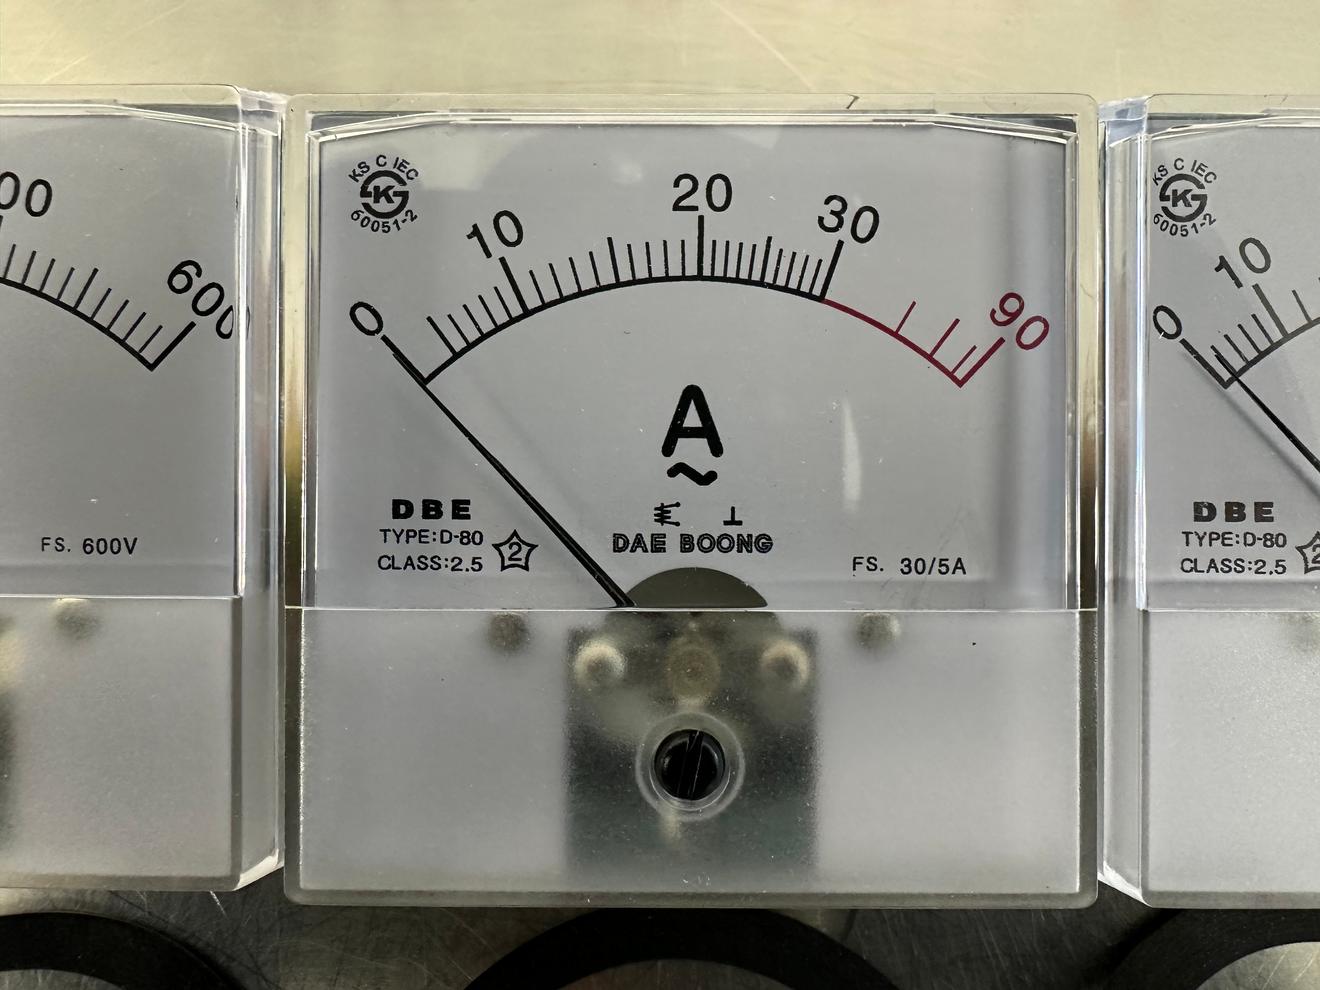 00
600
FS. 600V
KS C IEC
K
60051-2
0
10
20
30
90
A
DBE
TYPE:D-80
CLASS:2.5
2
DAE BOONG
FS. 30/5A
KS C IEC
K
60051-2
0
10
DBE
TYPE:D-80
CLASS:2.5
2